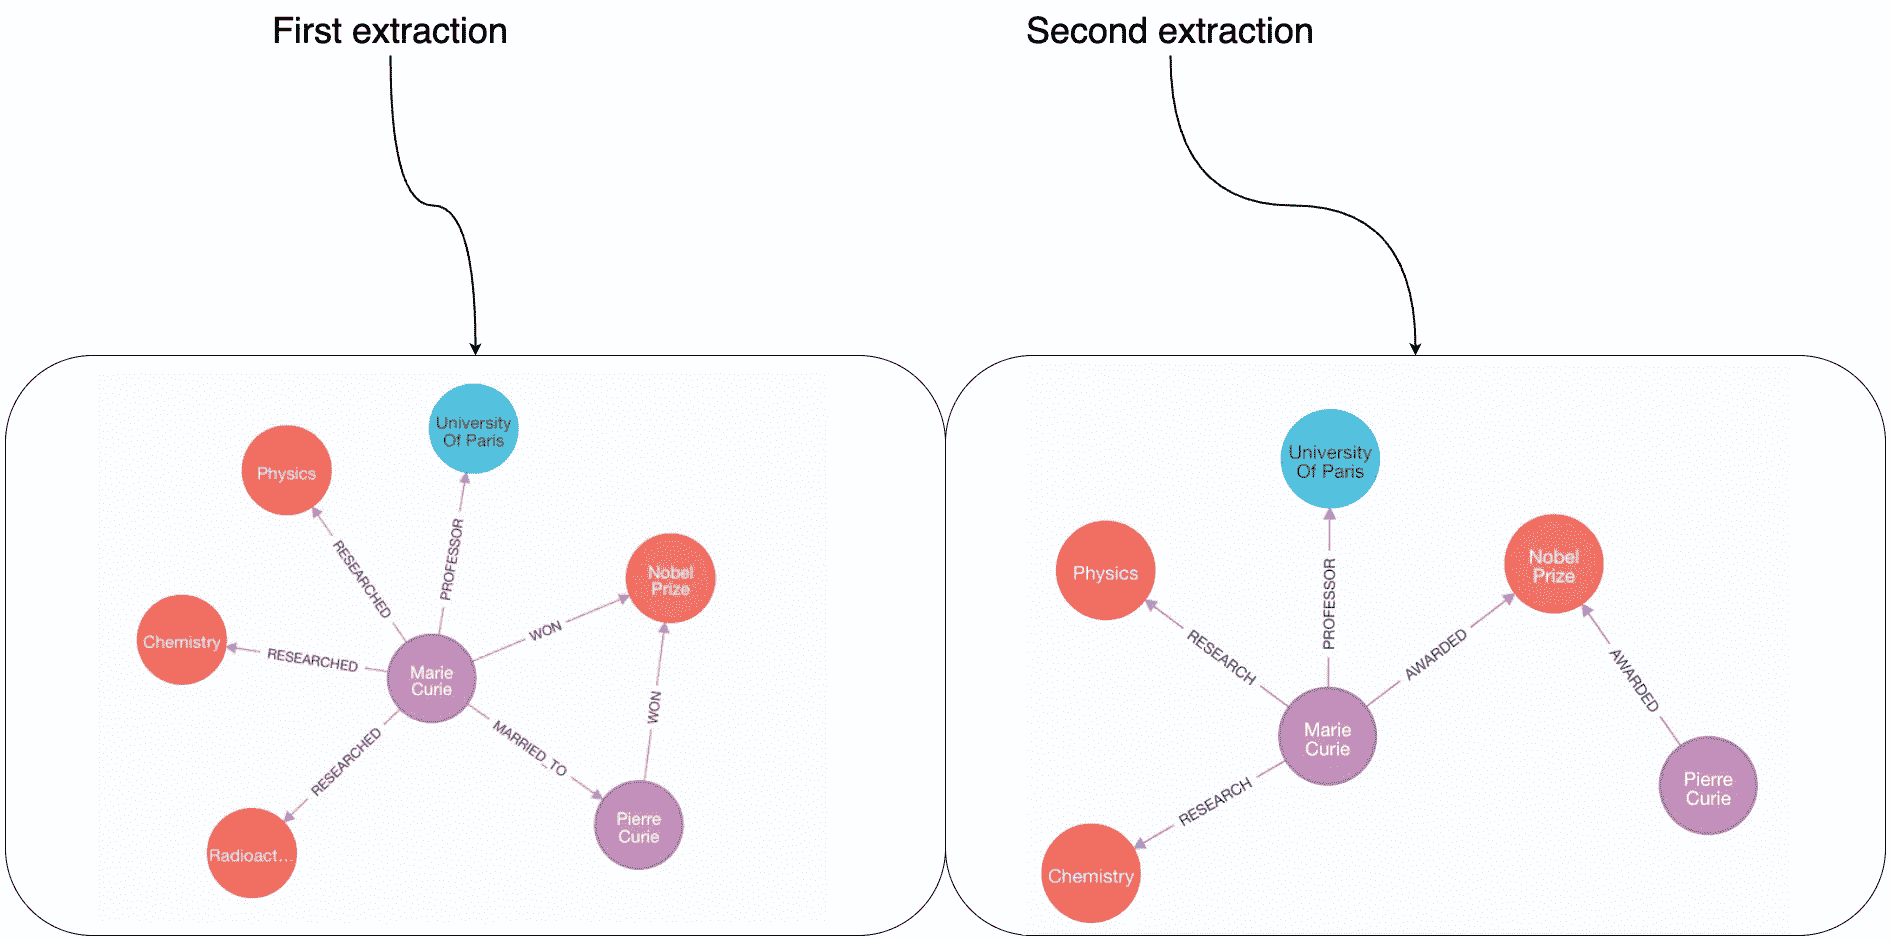 First extraction
Second extraction
University
Of Paris
Physics
PROFESSOR
RESEARCHED
Nobel
Prize
WON
Chemistry
RESEARCHED
Marie
Curie
WON
MARRIED_TO
RESEARCHED
Pierre
Curie
Radioact...
University
Of Paris
Nobel
Prize
Physics
PROFESSOR
RESEARCH
AWARDED
AWARDED
Marie
Curie
Pierre
Curie
RESEARCH
Chemistry